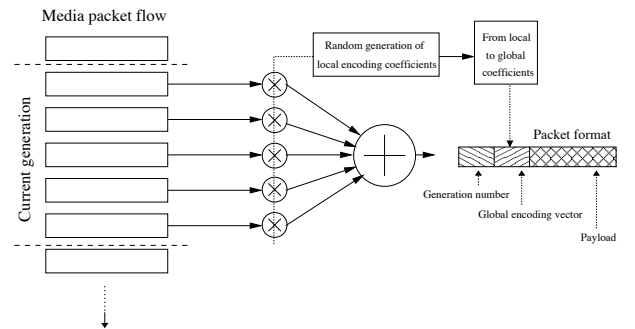 Media packet flow
Random generation of
local encoding coefficients
From local
to global
coefficients
Current generation
Packet format
Generation number
Global encoding vector
Payload